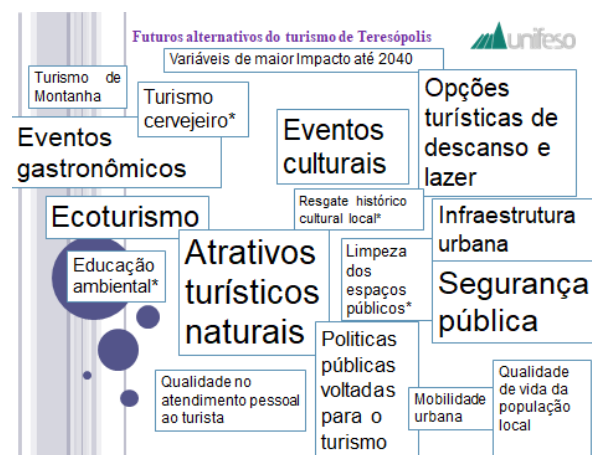 Futuros alternativos do turismo de Teresópolis
unifeso
Variáveis de maior Impacto até 2040
Turismo de
Montanha
Turismo
cervejeiro*
Opções
turísticas de
descanso e
lazer
Eventos
gastronômicos
Eventos
culturais
Resgate histórico
cultural local*
Ecoturismo
Infraestrutura
urbana
Atrativos
turísticos
naturais
Limpeza
dos
espaços
públicos*
Educação
ambiental*
Segurança
pública
Politicas
públicas
voltadas
para o
turismo
Qualidade no
atendimento pessoal
ao turista
Mobilidade
urbana
Qualidade
de vida da
população
local